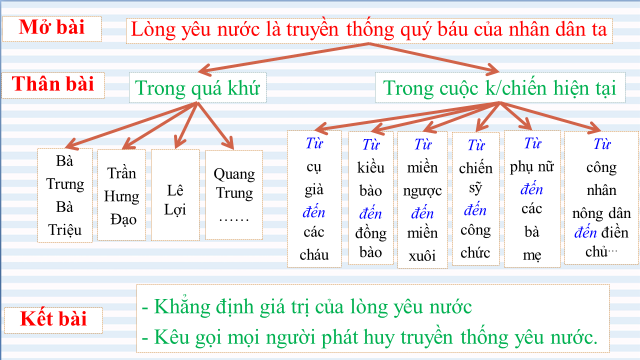 Mở bài
Lòng yêu nước là truyền thống quý báu của nhân dân ta
Thân bài
Trong quá khứ
Trong cuộc k/chiến hiện tại
Bà
Trưng
Bà
Triệu
Trần
Hưng
Đạo
Lê
Lợi
Quang
Trung
......
Từ
cụ
già
đến
các
cháu
Từ
kiều
bào
đến
đồng
bào
Từ
miền
ngược
đến
miền
xuôi
Từ
chiến
sỹ
đến
công
chức
Từ
phụ nữ
đến
các
bà
mẹ
Từ
công
nhân
nông dân
đến điền
chủ...
Kết bài
- Khẳng định giá trị của lòng yêu nước
- Kêu gọi mọi người phát huy truyền thống yêu nước.